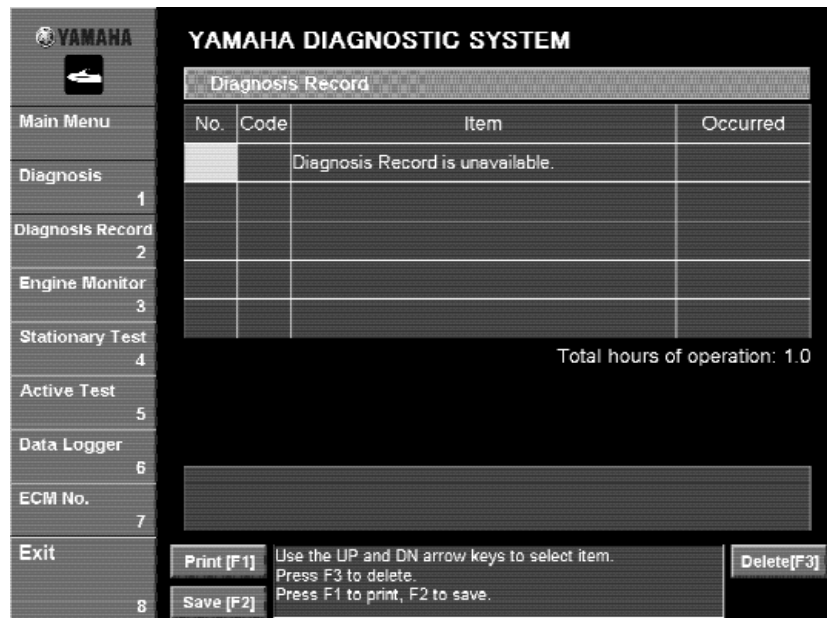 YAMAHA
YAMAHA DIAGNOSTIC SYSTEM
Diagnosis Record
Main Menu
Diagnosis
1
Diagnosis Record
2
Engine Monitor
3
Stationary Test
4
Active Test
5
Data Logger
6
ECM No.
7
Exit
8
No. Code Item Occurred
Diagnosis Record is unavailable.
Total hours of operation: 1.0
Print [F1]
Save [F2]
Use the UP and DN arrow keys to select item.
Press F3 to delete.
Press F1 to print, F2 to save.
Delete[F3]